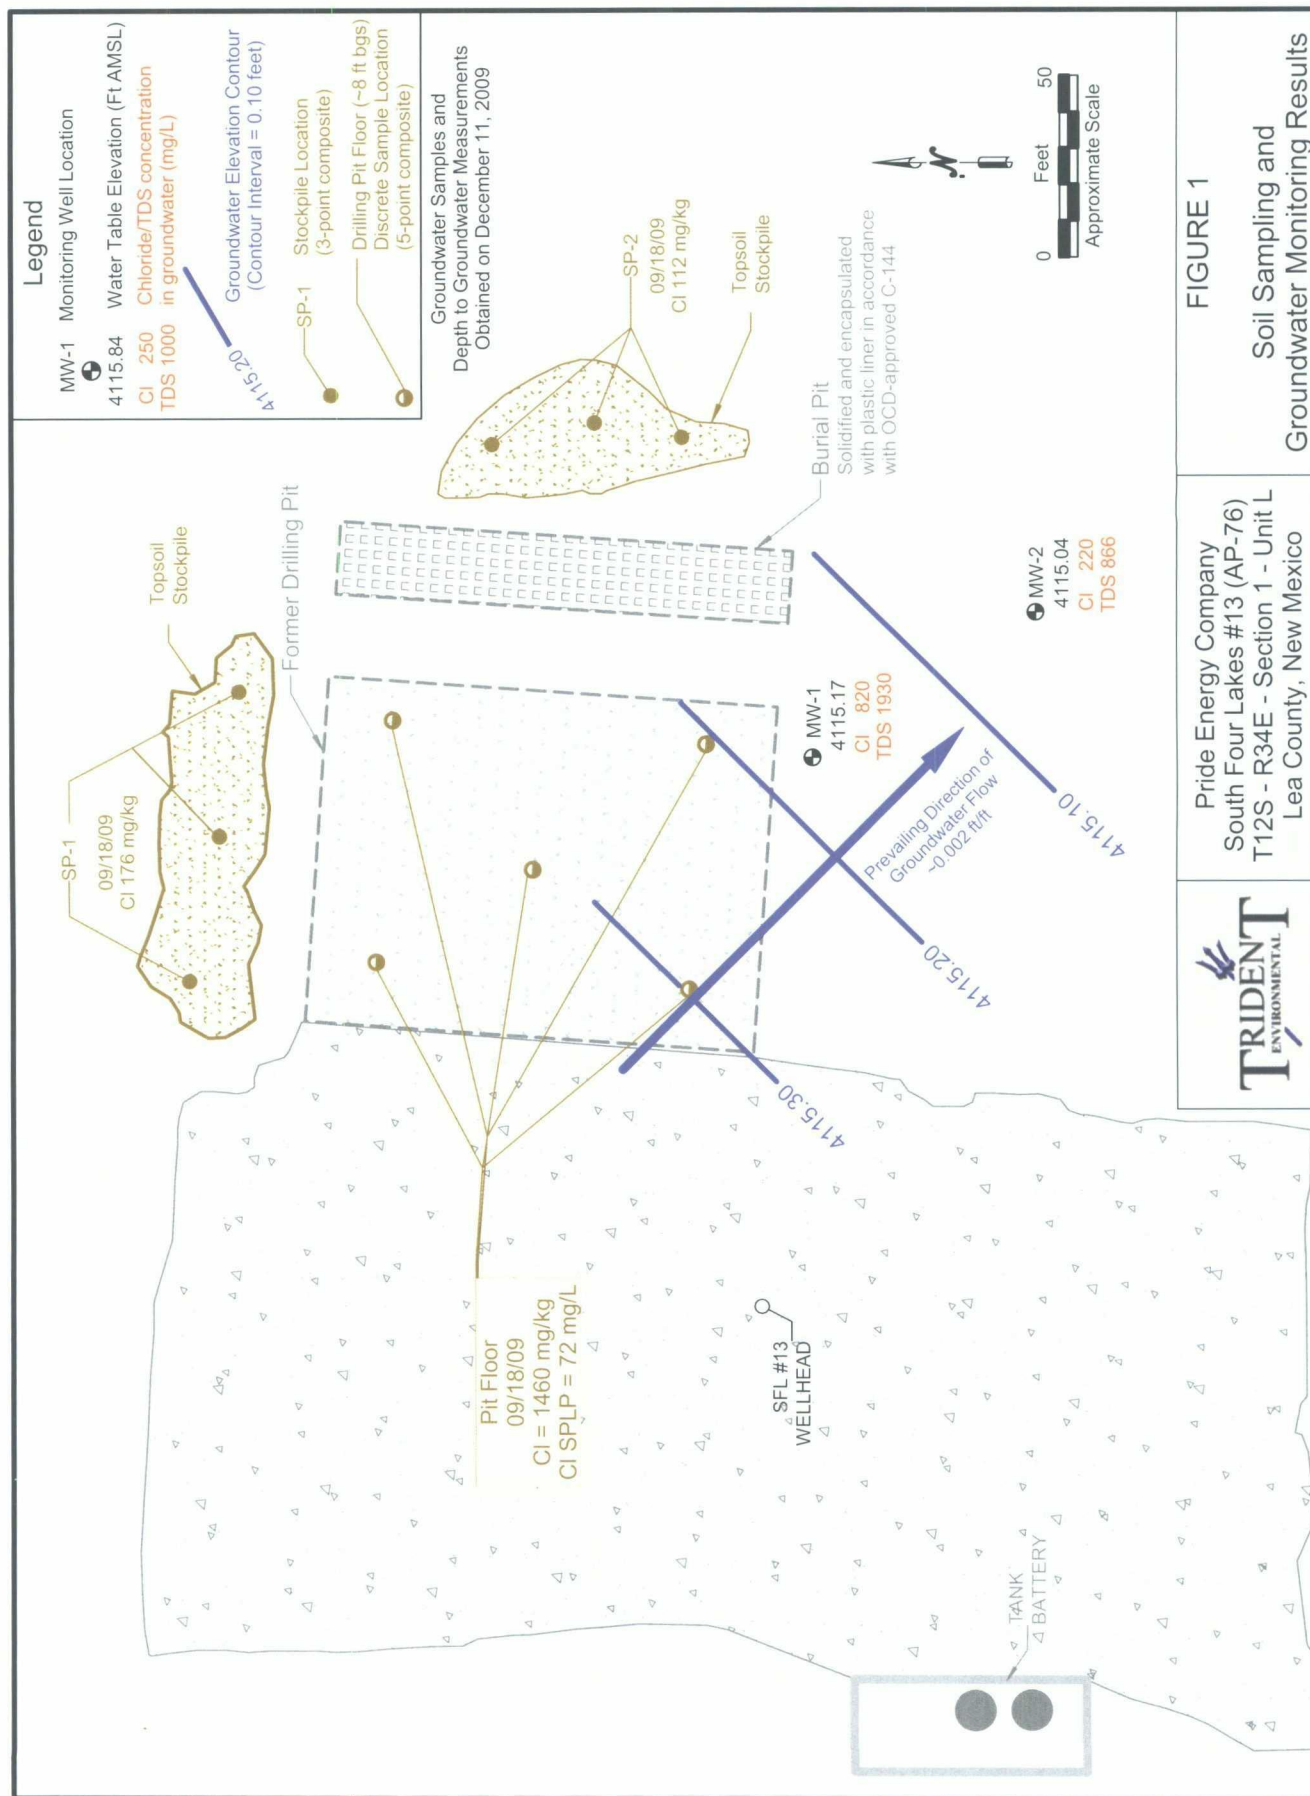 Legend
MW-1 Monitoring Well Location
4115.84 Water Table Elevation (Ft AMSL)
Cl 250 Chloride/TDS concentration
TDS 1000 in groundwater (mg/L)
4115.20
Groundwater Elevation Contour
(Contour Interval = 0.10 feet)
SP-1
Stockpile Location
(3-point composite)
Drilling Pit Floor (~8 ft bgs)
Discrete Sample Location
(5-point composite)
Groundwater Samples and
Depth to Groundwater Measurements
Obtained on December 11, 2009
SP-1
09/18/09
Cl 176 mg/kg
Topsoil
Stockpile
Former Drilling Pit
SP-2
09/18/09
Cl 112 mg/kg
Topsoil
Stockpile
Burial Pit
Solidified and encapsulated
with plastic liner in accordance
with OCD-approved C-144
Pit Floor
09/18/09
Cl = 1460 mg/kg
Cl SPLP = 72 mg/L
SFL #13
WELLHEAD
TANK
BATTERY
MW-1
4115.17
Cl 820
TDS 1930
MW-2
4115.04
Cl 220
TDS 866
4115.30
4115.20
4115.10
Prevailing Direction of
Groundwater Flow
~0.002 ft/ft
N
0 Feet 50
Approximate Scale
TRIDENT
ENVIRONMENTAL
Pride Energy Company
South Four Lakes #13 (AP-76)
T12S - R34E - Section 1 - Unit L
Lea County, New Mexico
FIGURE 1
Soil Sampling and
Groundwater Monitoring Results